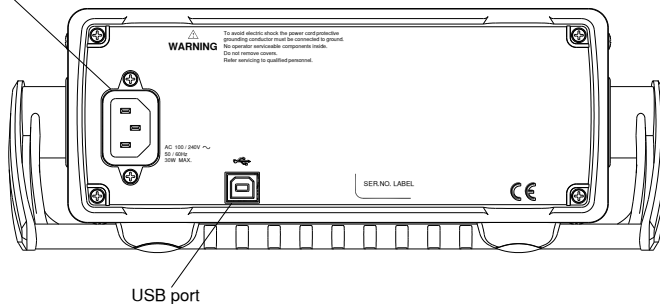 WARNING
To avoid electric shock the power cord protective
grounding conductor must be connected to ground.
No operator serviceable components inside.
Do not remove covers.
Refer servicing to qualified personnel.
AC 100 / 240V ～
50 / 60Hz
30W MAX.
SER.NO. LABEL
CE
USB port